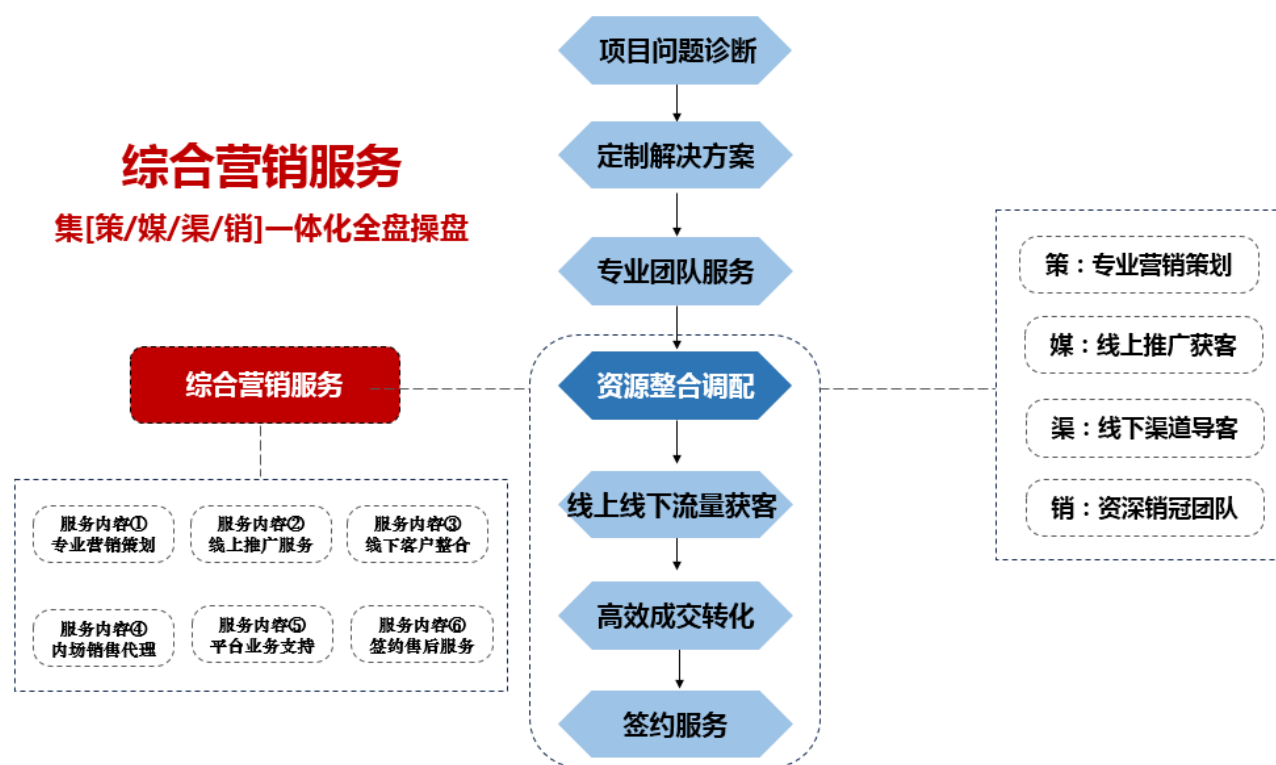 项目问题诊断
定制解决方案
专业团队服务
资源整合调配
线上线下流量获客
高效成交转化
签约服务
综合营销服务
集[策/媒/渠/销]一体化全盘操盘
综合营销服务
服务内容①
专业营销策划
服务内容②
线上推广服务
服务内容③
线下客户整合
服务内容④
内场销售代理
服务内容⑤
平台业务支持
服务内容⑥
签约售后服务
策：专业营销策划
媒：线上推广获客
渠：线下渠道导客
销：资深销冠团队